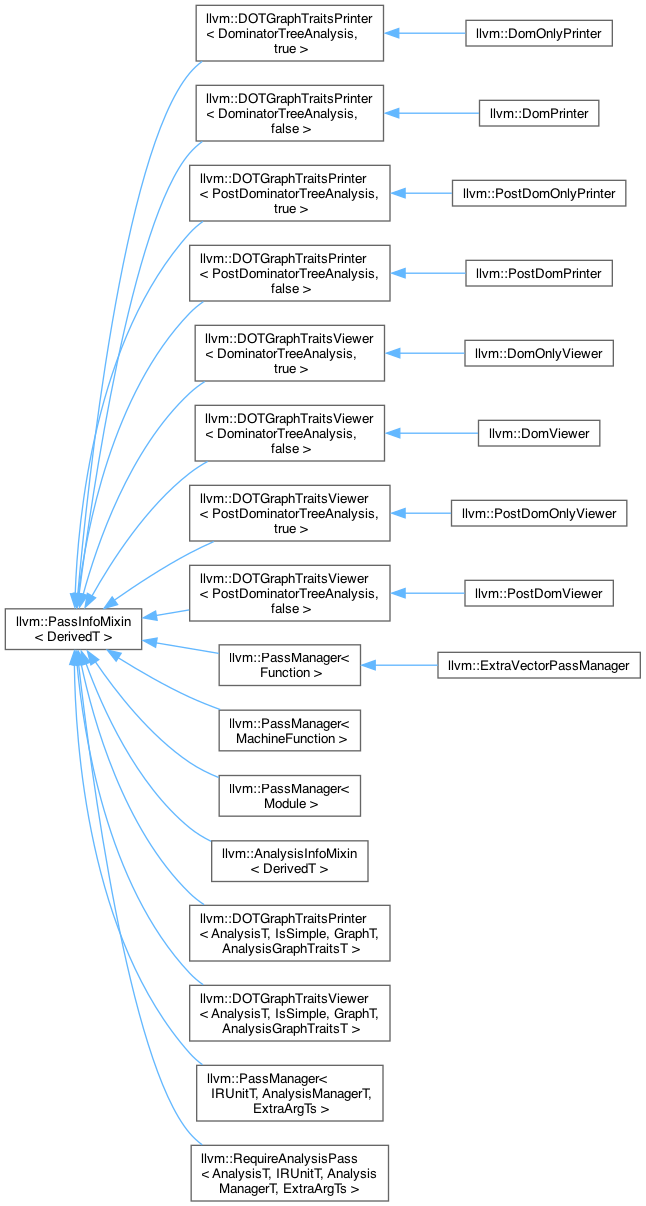 llvm::DOTGraphTraitsPrinter
< DominatorTreeAnalysis,
true >
llvm::DomOnlyPrinter
llvm::DOTGraphTraitsPrinter
< DominatorTreeAnalysis,
false >
llvm::DomPrinter
llvm::DOTGraphTraitsPrinter
< PostDominatorTreeAnalysis,
true >
llvm::PostDomOnlyPrinter
llvm::DOTGraphTraitsPrinter
< PostDominatorTreeAnalysis,
false >
llvm::PostDomPrinter
llvm::DOTGraphTraitsViewer
< DominatorTreeAnalysis,
true >
llvm::DomOnlyViewer
llvm::DOTGraphTraitsViewer
< DominatorTreeAnalysis,
false >
llvm::DomViewer
llvm::DOTGraphTraitsViewer
< PostDominatorTreeAnalysis,
true >
llvm::PostDomOnlyViewer
llvm::DOTGraphTraitsViewer
< PostDominatorTreeAnalysis,
false >
llvm::PostDomViewer
llvm::PassInfoMixin
< DerivedT >
llvm::PassManager<
Function >
llvm::ExtraVectorPassManager
llvm::PassManager<
MachineFunction >
llvm::PassManager<
Module >
llvm::AnalysisInfoMixin
< DerivedT >
llvm::DOTGraphTraitsPrinter
< AnalysisT, IsSimple, GraphT,
AnalysisGraphTraitsT >
llvm::DOTGraphTraitsViewer
< AnalysisT, IsSimple, GraphT,
AnalysisGraphTraitsT >
llvm::PassManager<
IRUnitT, AnalysisManagerT,
ExtraArgTs >
llvm::RequireAnalysisPass
< AnalysisT, IRUnitT, Analysis
ManagerT, ExtraArgTs >